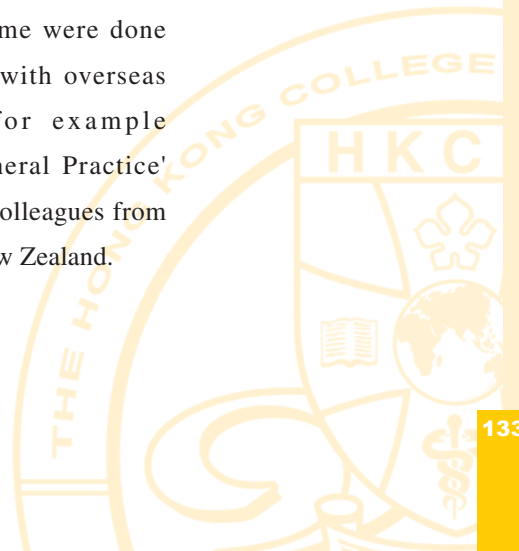 me were done
with overseas
for example
neral Practice'
olleagues from
w Zealand.
THE HONG KONG COLLEGE
HKC
133